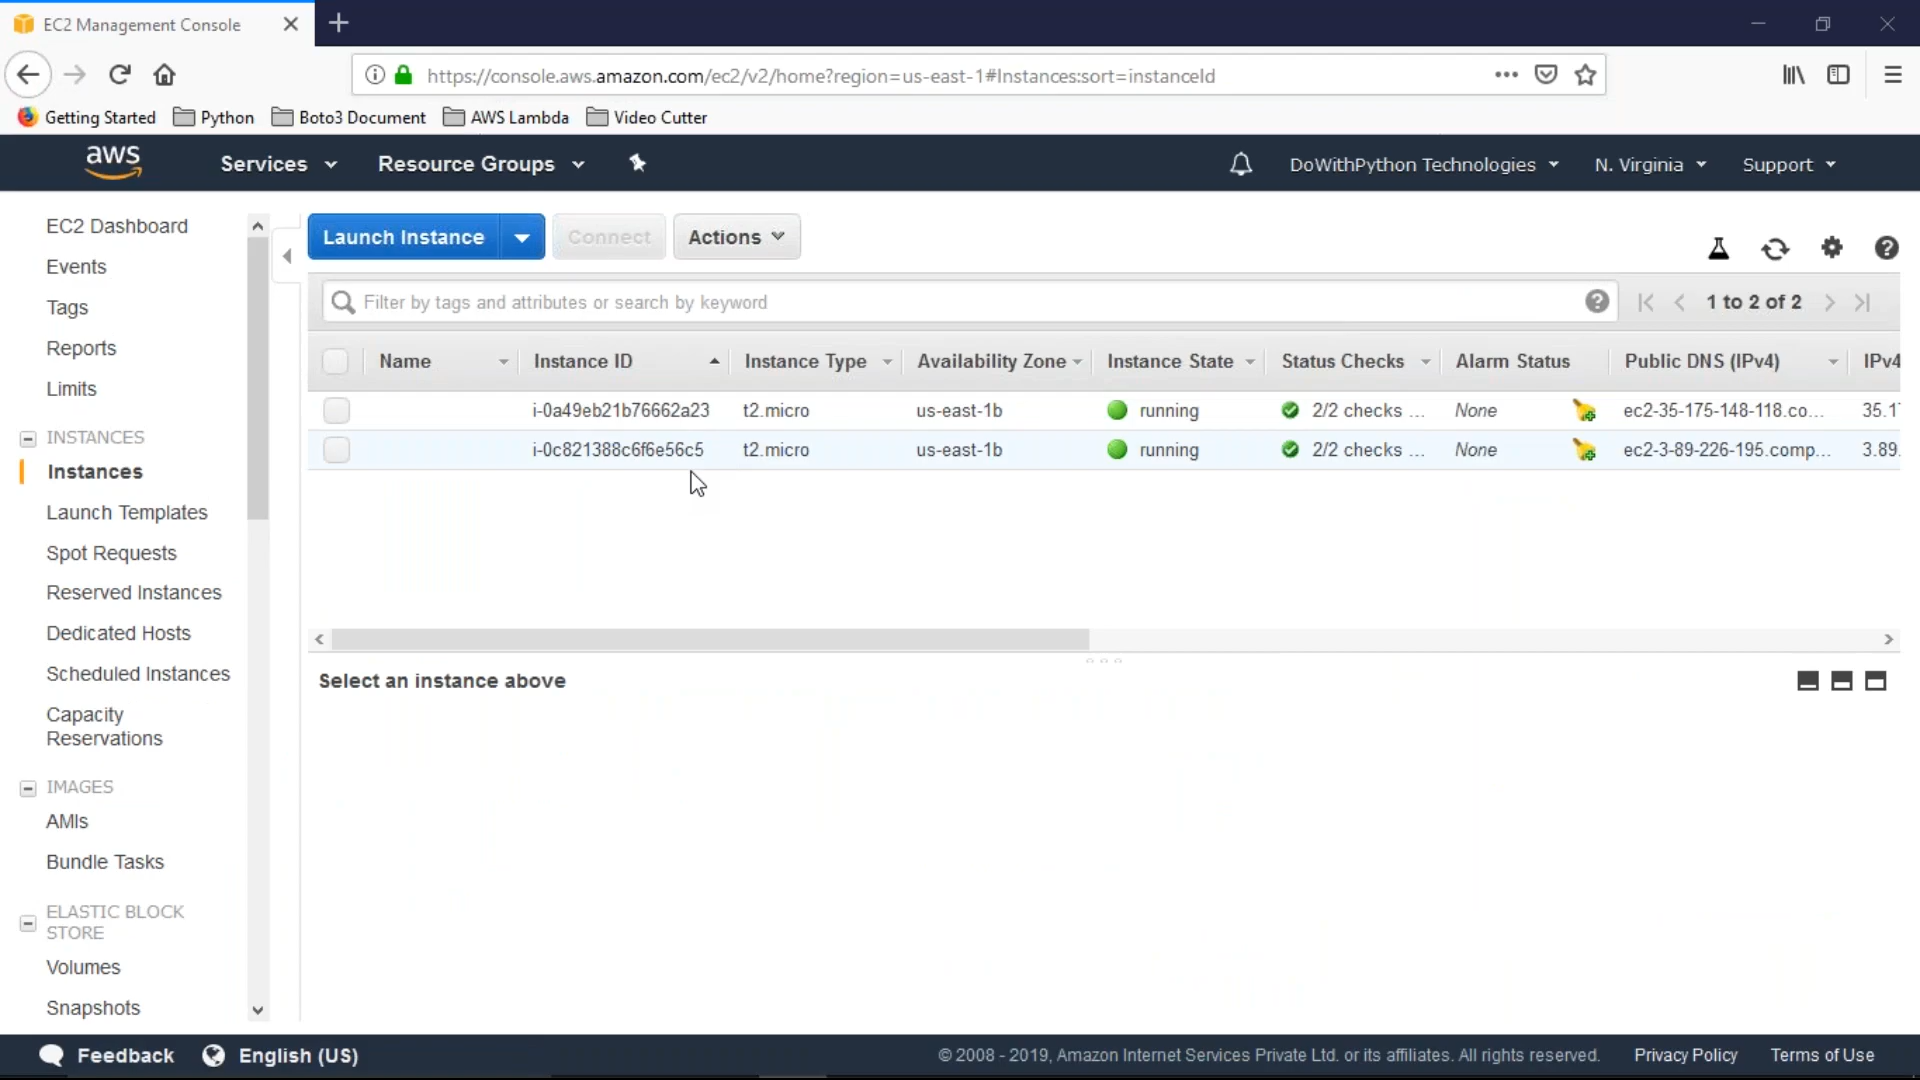 EC2 Management Console
https://console.aws.amazon.com/ec2/v2/home?region=us-east-1#Instances:sort=instanceId
Getting Started Python Boto3 Document AWS Lambda Video Cutter
aws Services Resource Groups DoWithPython Technologies N. Virginia Support
EC2 Dashboard
Events
Tags
Reports
Limits
INSTANCES
Instances
Launch Templates
Spot Requests
Reserved Instances
Dedicated Hosts
Scheduled Instances
Capacity
Reservations
IMAGES
AMIs
Bundle Tasks
ELASTIC BLOCK
STORE
Volumes
Snapshots
Launch Instance Connect Actions
Filter by tags and attributes or search by keyword 1 to 2 of 2
Name Instance ID Instance Type Availability Zone Instance State Status Checks Alarm Status Public DNS (IPv4) IPv4
i-0a49eb21b76662a23 t2.micro us-east-1b running 2/2 checks ... None ec2-35-175-148-118.co... 35.1
i-0c821388c6f6e56c5 t2.micro us-east-1b running 2/2 checks ... None ec2-3-89-226-195.comp... 3.89.
Select an instance above
Feedback English (US) © 2008 - 2019, Amazon Internet Services Private Ltd. or its affiliates. All rights reserved. Privacy Policy Terms of Use